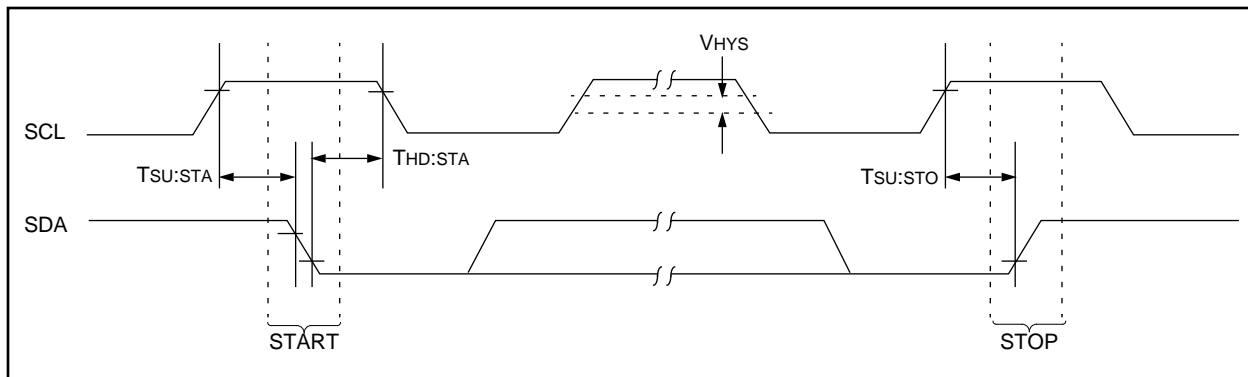 VHYS
SCL
THD:STA
TSU:STA
TSU:STO
SDA
START
STOP